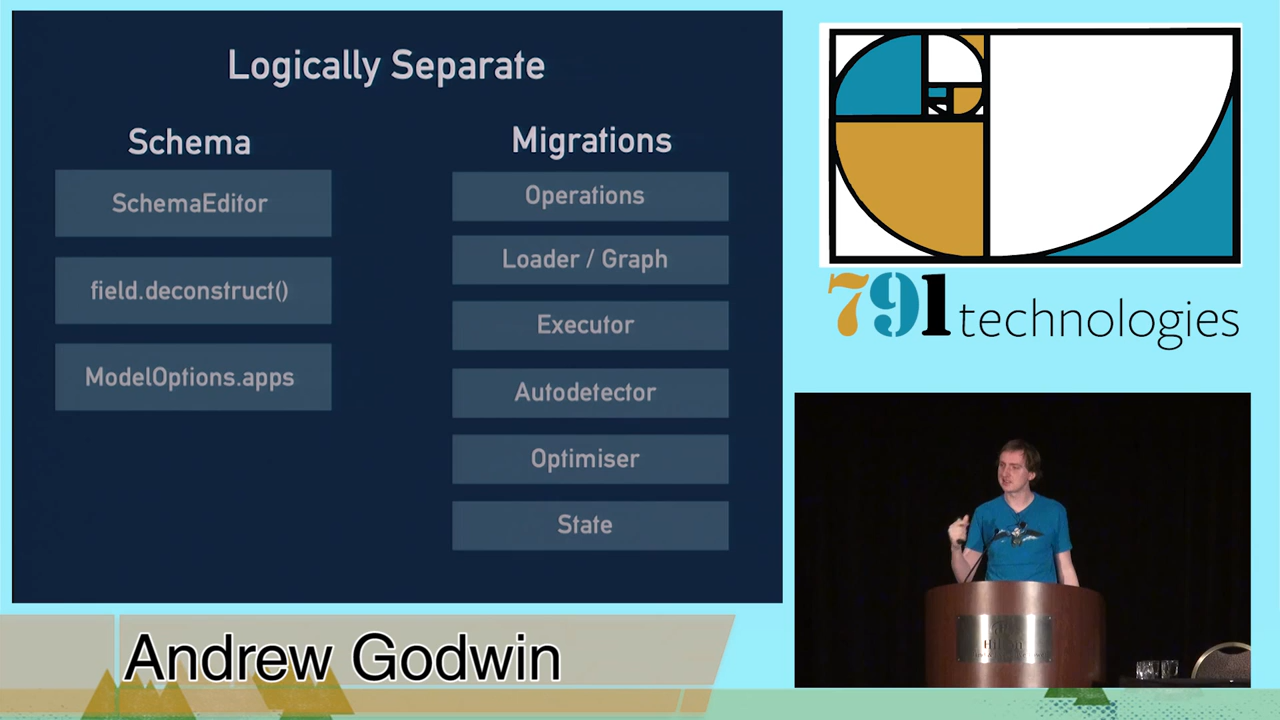 Logically Separate
Schema
SchemaEditor
field.deconstruct()
ModelOptions.apps
Migrations
Operations
Loader / Graph
Executor
Autodetector
Optimiser
State
791 technologies
Hilton
Andrew Godwin